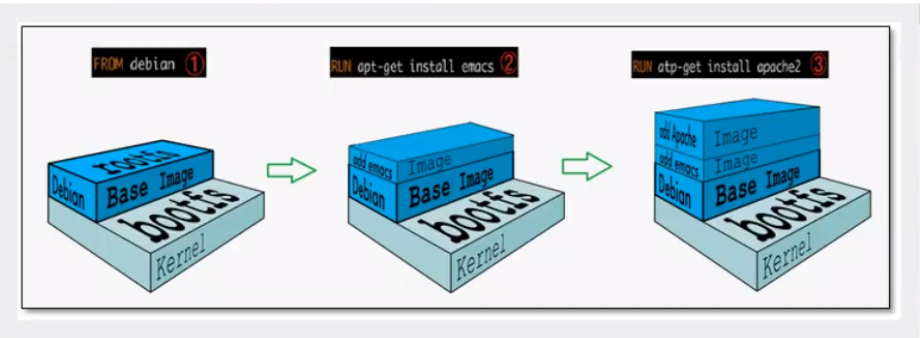 FROM debian ①
RUN apt-get install emacs ②
RUN atp-get install apache2 ③
rootfs
Debian
Base Image
bootfs
Kernel
add emacs
Image
Debian
Base Image
bootfs
Kernel
add Apache
Image
add emacs
Image
Debian
Base Image
bootfs
Kernel